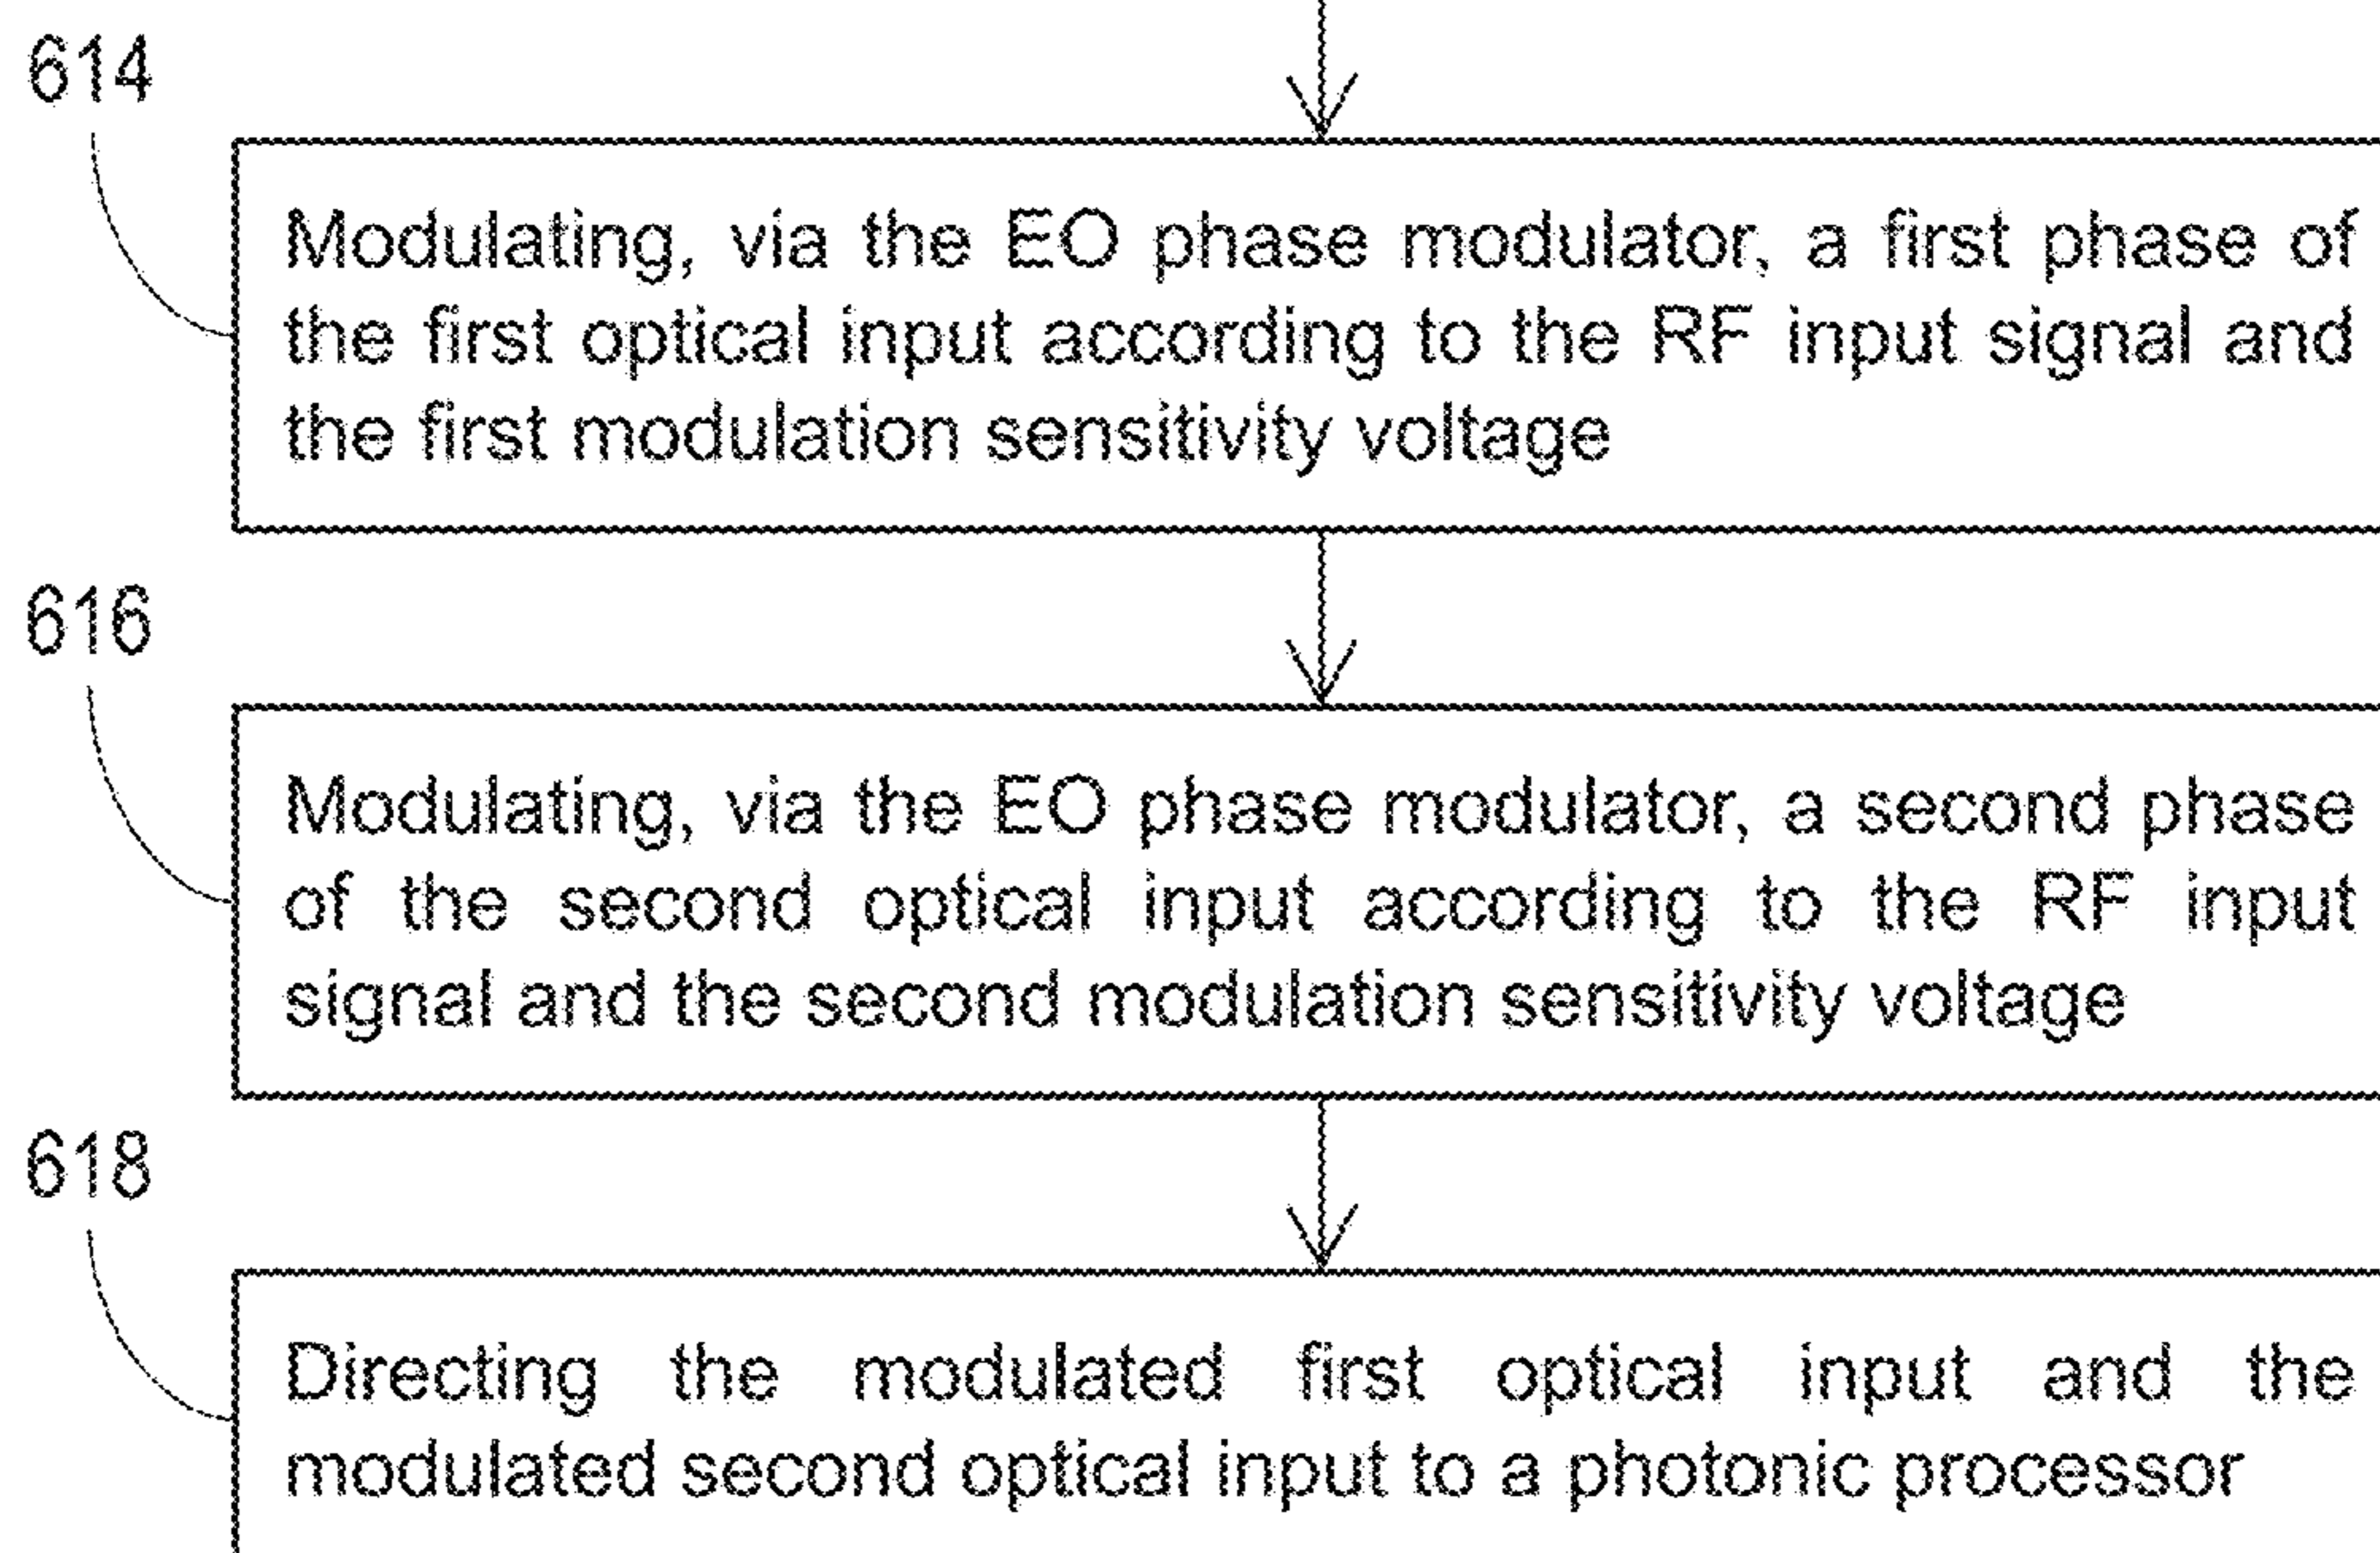 614
Modulating, via the EO phase modulator, a first phase of
the first optical input according to the RF input signal and
the first modulation sensitivity voltage
616
Modulating, via the EO phase modulator, a second phase
of the second optical input according to the RF input
signal and the second modulation sensitivity voltage
618
Directing the modulated first optical input and the
modulated second optical input to a photonic processor